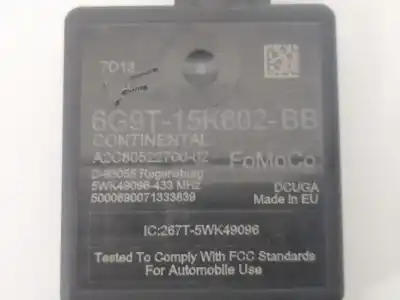 7D18
6G9T-15K602-BB
CONTINENTAL
A2C80522700-02 FoMoCo
D-93055 Regensburg
5WK49096-433 MHZ DCUGA
5000890071333839 Made in EU
IC:267T-5WK49096
Tested To Comply With FCC Standards
For Automobile Use